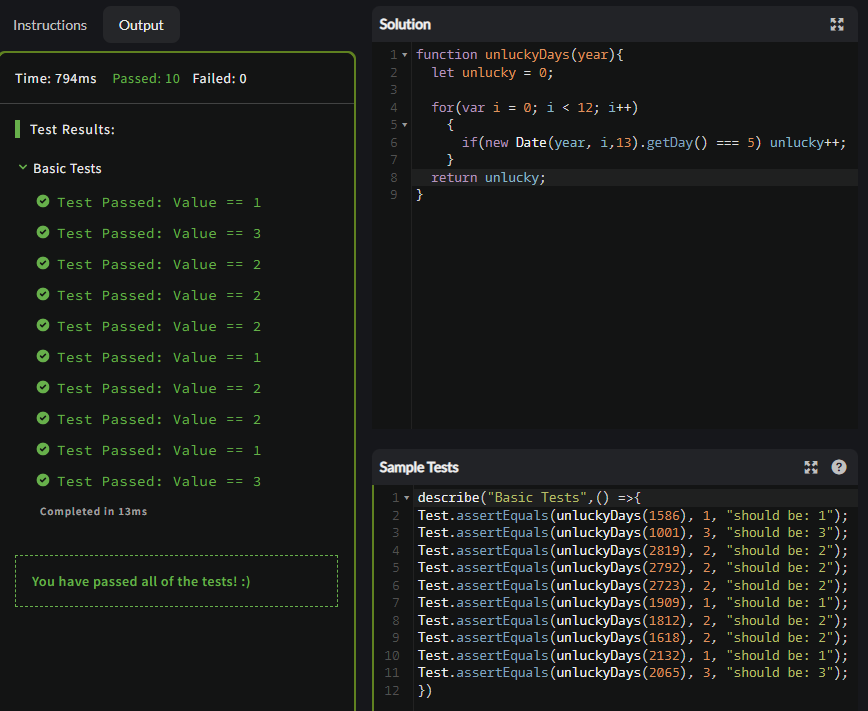 Instructions
Output
Time: 794ms Passed: 10 Failed: 0
Test Results:
Basic Tests
Test Passed: Value == 1
Test Passed: Value == 3
Test Passed: Value == 2
Test Passed: Value == 2
Test Passed: Value == 2
Test Passed: Value == 1
Test Passed: Value == 2
Test Passed: Value == 2
Test Passed: Value == 1
Test Passed: Value == 3
Completed in 13ms
You have passed all of the tests! :)
Solution
1 function unluckyDays(year){
2 let unlucky = 0;
3
4 for(var i = 0; i < 12; i++)
5 {
6 if(new Date(year, i,13).getDay() === 5) unlucky++;
7 }
8 return unlucky;
9 }
Sample Tests
?
1 describe("Basic Tests",() =>{
2 Test.assertEquals(unluckyDays(1586), 1, "should be: 1");
3 Test.assertEquals(unluckyDays(1001), 3, "should be: 3");
4 Test.assertEquals(unluckyDays(2819), 2, "should be: 2");
5 Test.assertEquals(unluckyDays(2792), 2, "should be: 2");
6 Test.assertEquals(unluckyDays(2723), 2, "should be: 2");
7 Test.assertEquals(unluckyDays(1909), 1, "should be: 1");
8 Test.assertEquals(unluckyDays(1812), 2, "should be: 2");
9 Test.assertEquals(unluckyDays(1618), 2, "should be: 2");
10 Test.assertEquals(unluckyDays(2132), 1, "should be: 1");
11 Test.assertEquals(unluckyDays(2065), 3, "should be: 3");
12 })